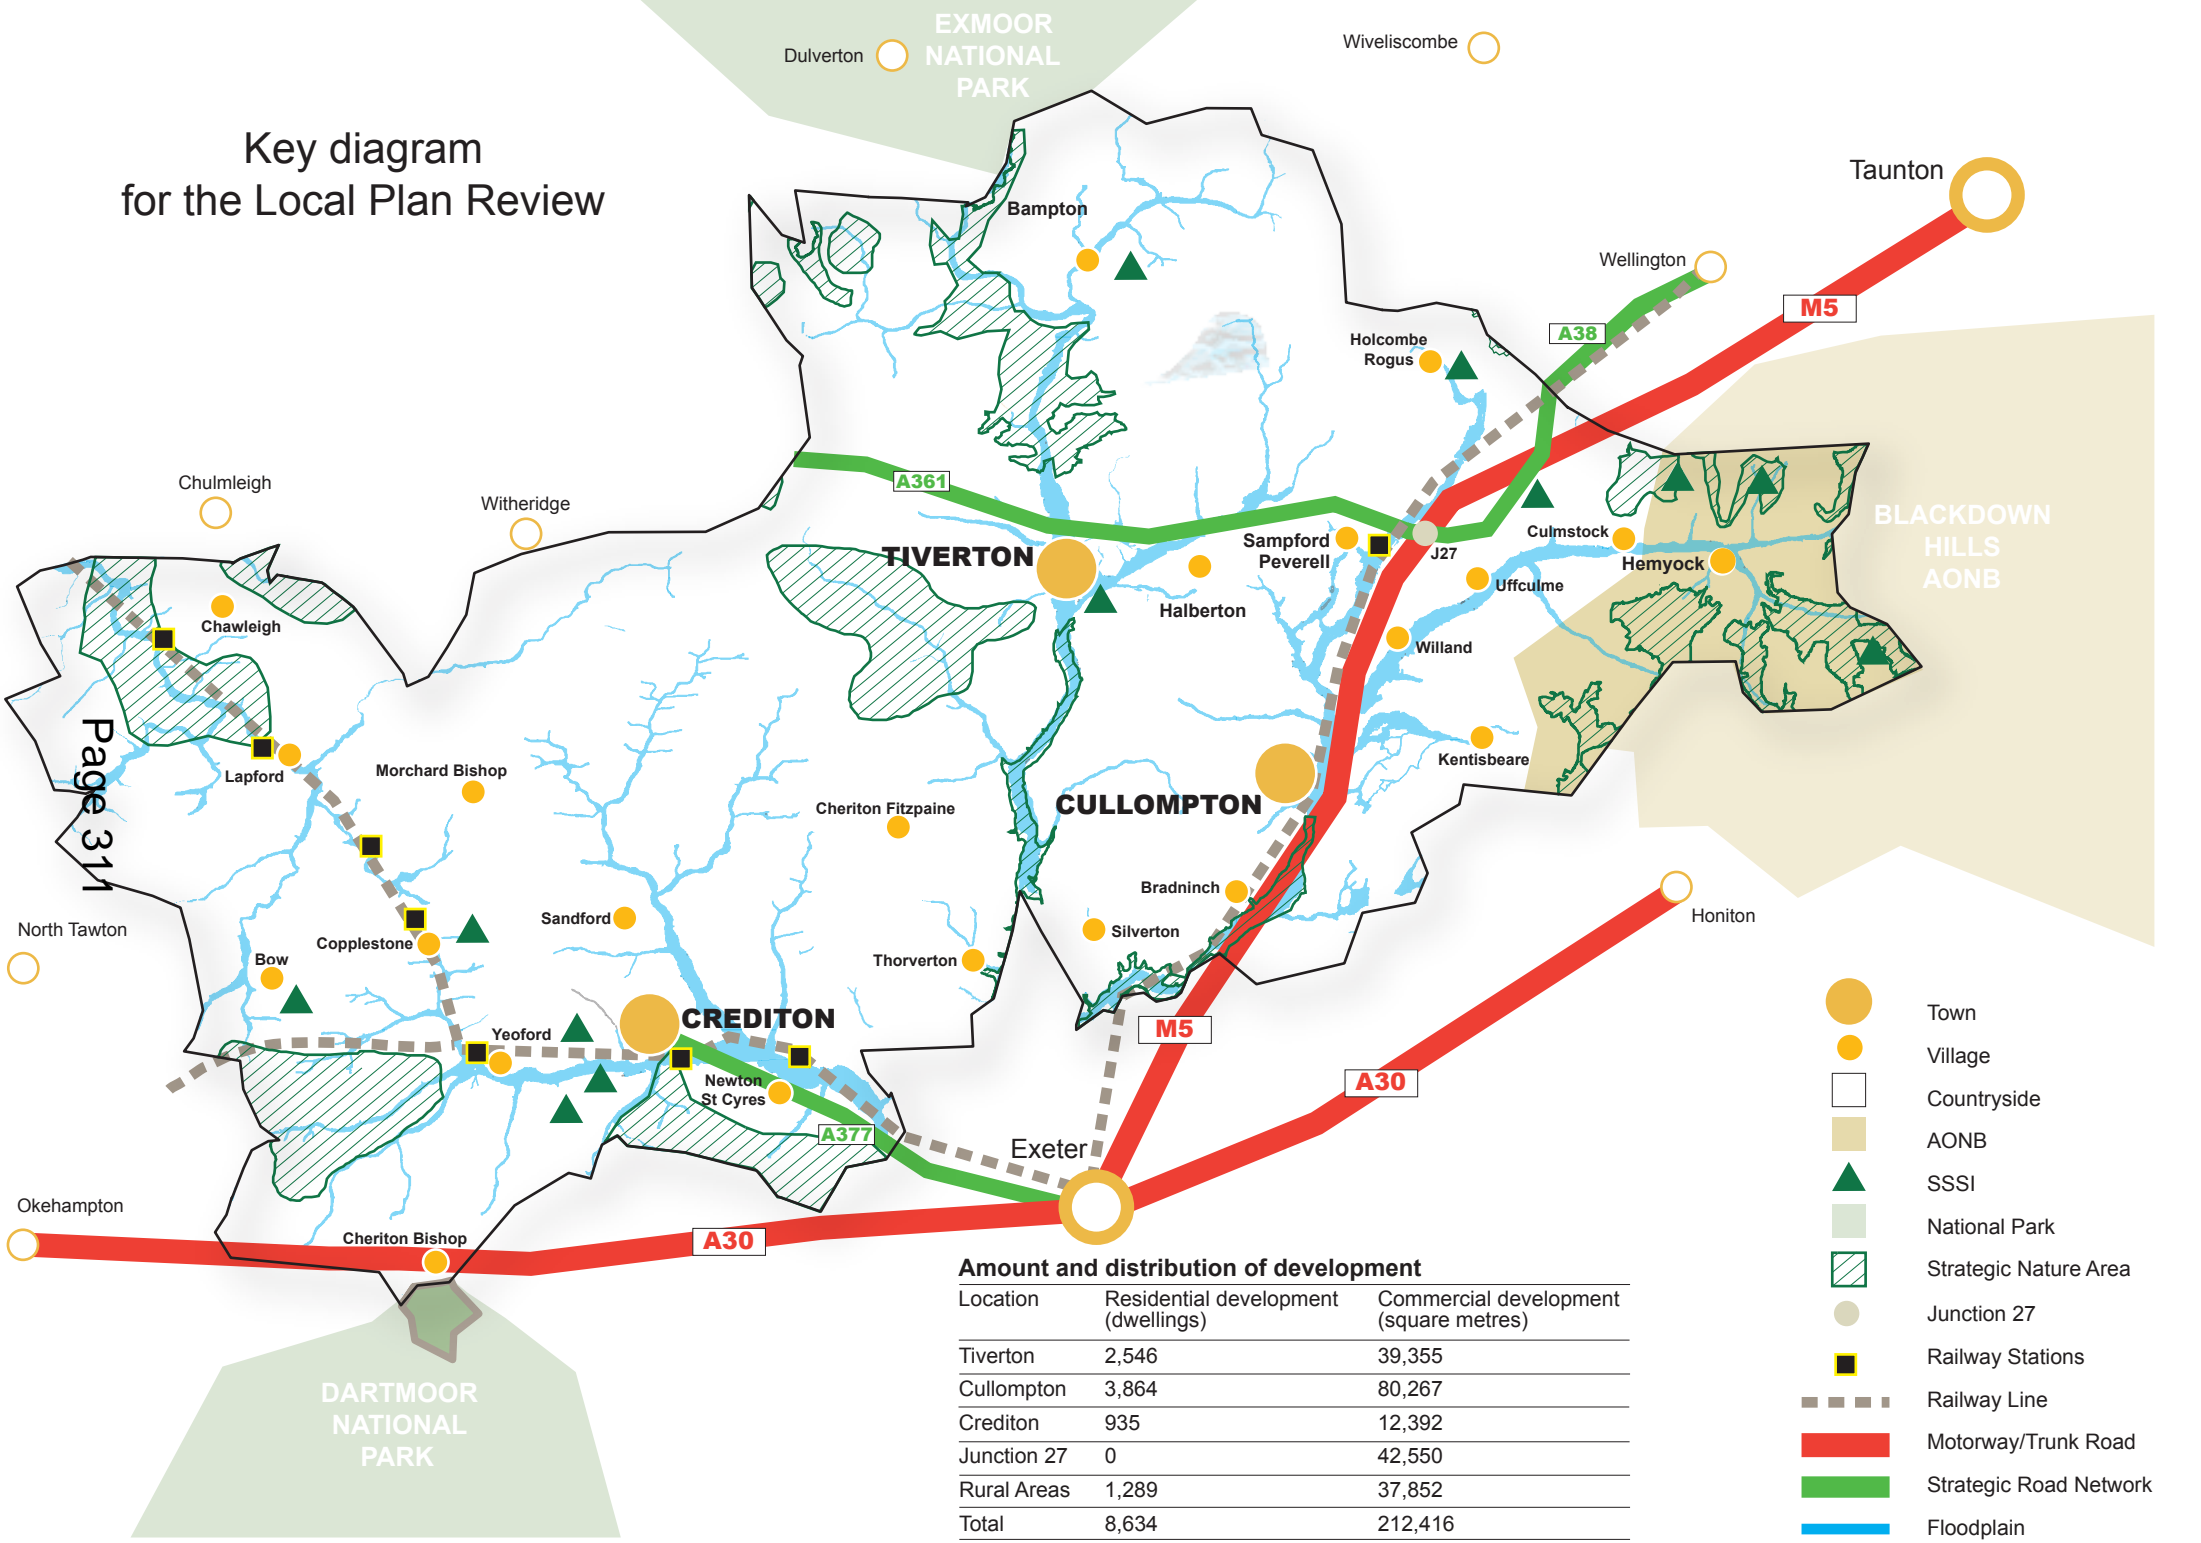 EXMOOR
NATIONAL
PARK
Dulverton
Wiveliscombe
Key diagram
for the Local Plan Review
Taunton
Bampton
Wellington
M5
A38
Holcombe
Rogus
A361
Chulmleigh
Witheridge
BLACKDOWN
HILLS
AONB
TIVERTON
Sampford
Peverell
J27
Culmstock
Hemyock
Uffculme
Halberton
Chawleigh
Willand
Page 311
Lapford
Morchard Bishop
Kentisbeare
Cheriton Fitzpaine
CULLOMPTON
Bradninch
Honiton
North Tawton
Sandford
Copplestone
Silverton
Bow
Thorverton
CREDITON
Yeoford
M5
Newton
St Cyres
A30
A377
Exeter
Okehampton
Cheriton Bishop
A30
DARTMOOR
NATIONAL
PARK
Amount and distribution of development
Location Residential development Commercial development
(dwellings) (square metres)
Tiverton 2,546 39,355
Cullompton 3,864 80,267
Crediton 935 12,392
Junction 27 0 42,550
Rural Areas 1,289 37,852
Total 8,634 212,416
Town
Village
Countryside
AONB
SSSI
National Park
Strategic Nature Area
Junction 27
Railway Stations
Railway Line
Motorway/Trunk Road
Strategic Road Network
Floodplain